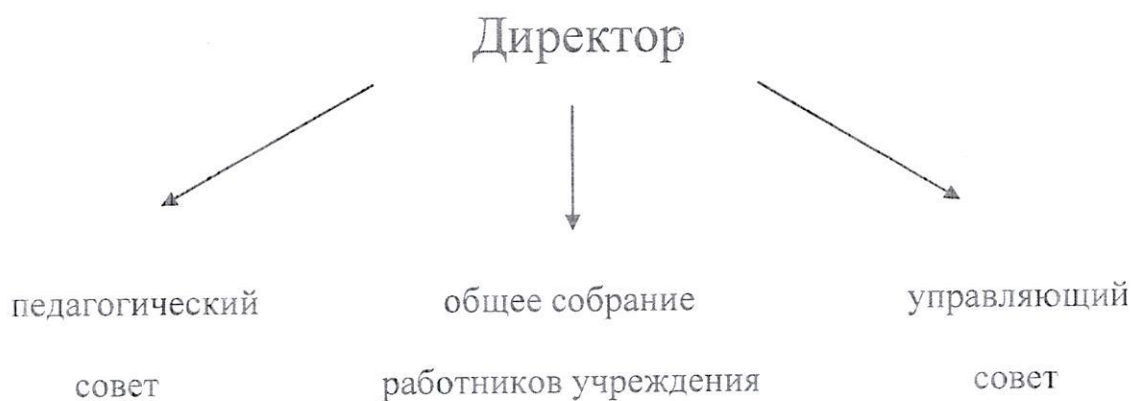 Директор
педагогический
совет
общее собрание
работников учреждения
управляющий
совет